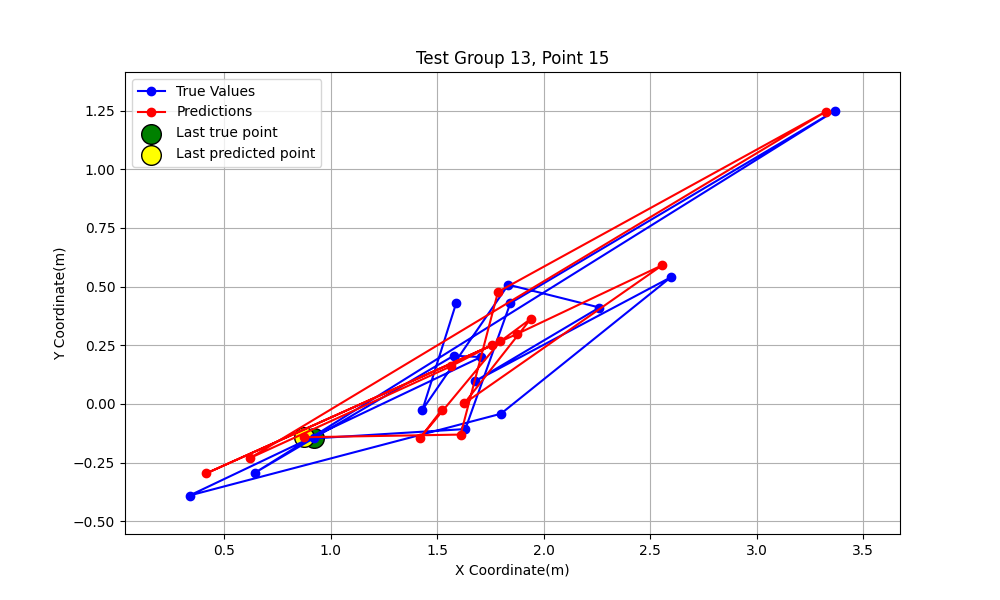 Test Group 13, Point 15
True Values
Predictions
Last true point
Last predicted point
Y Coordinate(m)
1.25
1.00
0.75
0.50
0.25
0.00
−0.25
−0.50
0.5 1.0 1.5 2.0 2.5 3.0 3.5
X Coordinate(m)